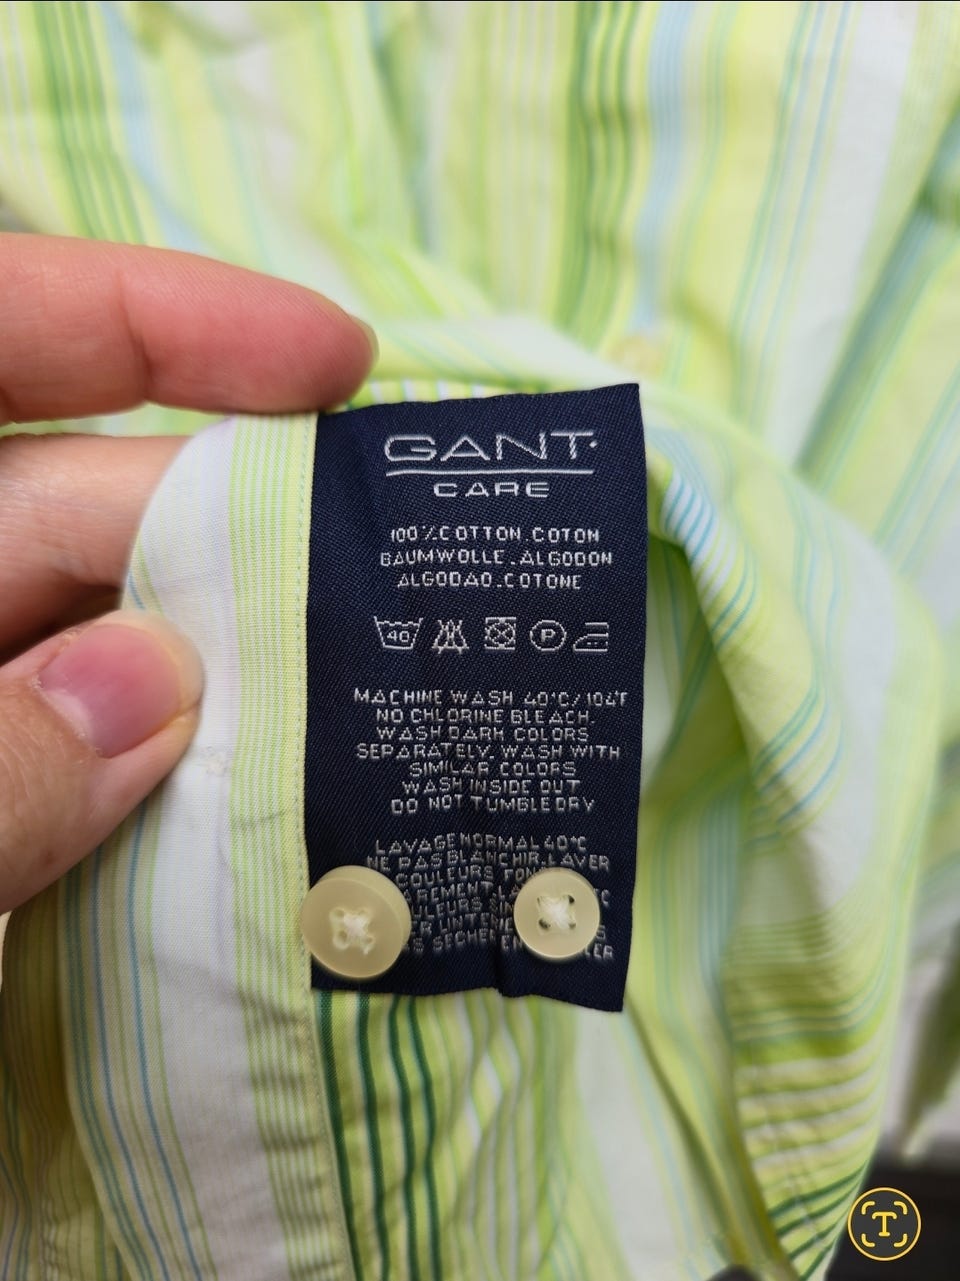 GANT
CARE
100% COTTON.COTON
BAUMWOLLE.ALGODON
ALGODAO.COTONE
40 P
MACHINE WASH 40°C/104°F
NO CHLORINE BLEACH.
WASH DARK COLORS
SEPARATELY. WASH WITH
SIMILAR COLORS
WASH INSIDE OUT
DO NOT TUMBLE DRY
LAVAGE NORMAL 40°C
NE PAS BLANCHIR.LAVER
COULEURS